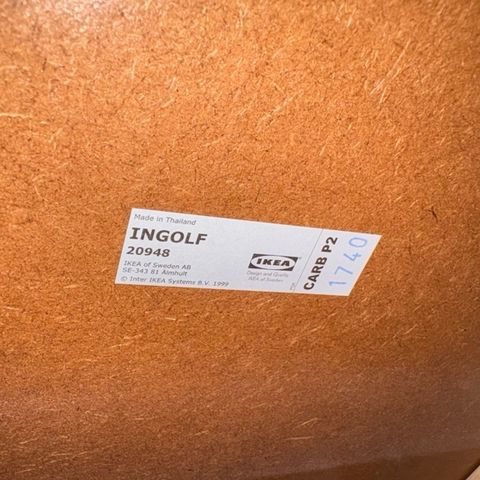 Made in Thailand
INGOLF
20948
IKEA of Sweden AB
SE-343 81 Älmhult
© Inter IKEA Systems B.V. 1999
IKEA
Design and Quality
IKEA of Sweden
CARB P2
1740